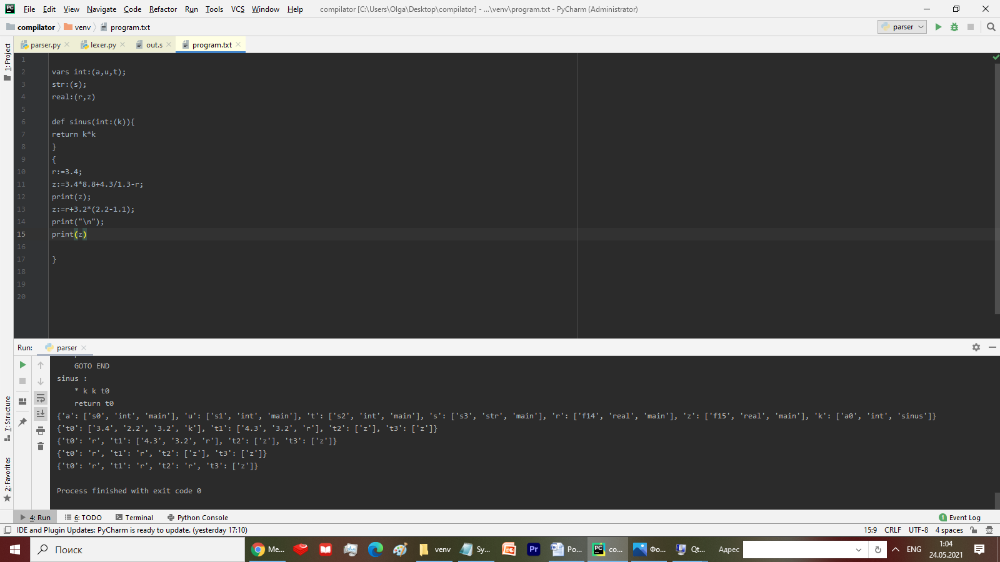 PC File Edit View Navigate Code Refactor Run Tools VCS Window Help compilator [C:\Users\Olga\Desktop\compilator] - ...\venv\program.txt - PyCharm (Administrator)
compilator venv program.txt parser
parser.py lexer.py out.s program.txt
1: Project
1
2 vars int:(a,u,t);
3 str:(s);
4 real:(r,z)
5
6 def sinus(int:(k)){
7 return k*k
8 }
9 {
10 r:=3.4;
11 z:=3.4*8.8+4.3/1.3-r;
12 print(z);
13 z:=r+3.2*(2.2-1.1);
14 print("\n");
15 print(z)
16
17 }
18
19
20
Run: parser
GOTO END
sinus :
* k k t0
return t0
{'a': ['s0', 'int', 'main'], 'u': ['s1', 'int', 'main'], 't': ['s2', 'int', 'main'], 's': ['s3', 'str', 'main'], 'r': ['f14', 'real', 'main'], 'z': ['f15', 'real', 'main'], 'k': ['a0', 'int', 'sinus']}
{'t0': ['3.4', '2.2', '3.2', 'k'], 't1': ['4.3', '3.2', 'r'], 't2': ['z'], 't3': ['z']}
{'t0': 'r', 't1': ['4.3', '3.2', 'r'], 't2': ['z'], 't3': ['z']}
{'t0': 'r', 't1': 'r', 't2': ['z'], 't3': ['z']}
{'t0': 'r', 't1': 'r', 't2': 'r', 't3': ['z']}
Process finished with exit code 0
7: Structure
2: Favorites
4: Run 6: TODO Terminal Python Console 1 Event Log
IDE and Plugin Updates: PyCharm is ready to update. (yesterday 17:10) 15:9 CRLF UTF-8 4 spaces
Поиск Me... venv Sy... Pr Po... PC co... Фо... Qt... Адрес ENG 1:04
24.05.2021